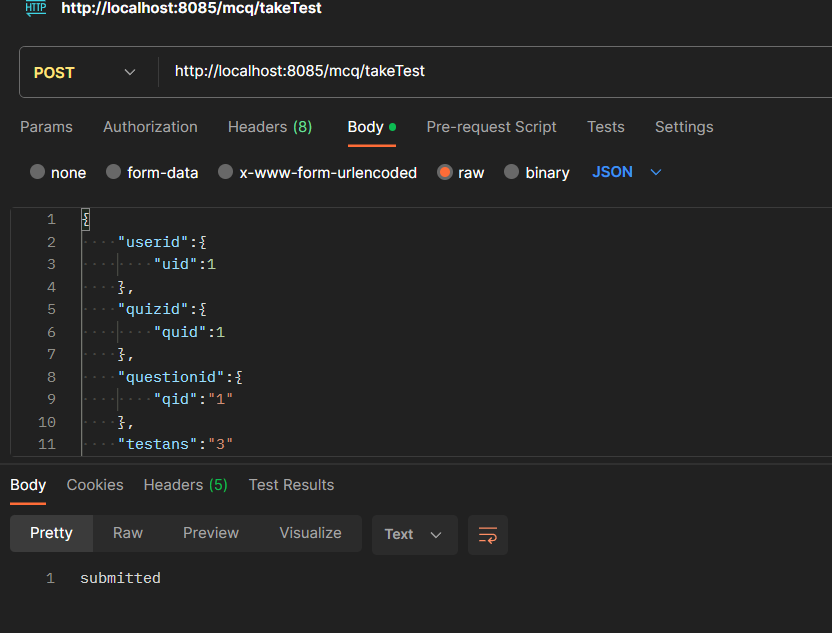 HTTP http://localhost:8085/mcq/takeTest
POST http://localhost:8085/mcq/takeTest
Params Authorization Headers (8) Body Pre-request Script Tests Settings
none form-data x-www-form-urlencoded raw binary JSON
1 {
2 "userid":{
3 "uid":1
4 },
5 "quizid":{
6 "quid":1
7 },
8 "questionid":{
9 "qid":"1"
10 },
11 "testans":"3"
Body Cookies Headers (5) Test Results
Pretty Raw Preview Visualize Text
1 submitted